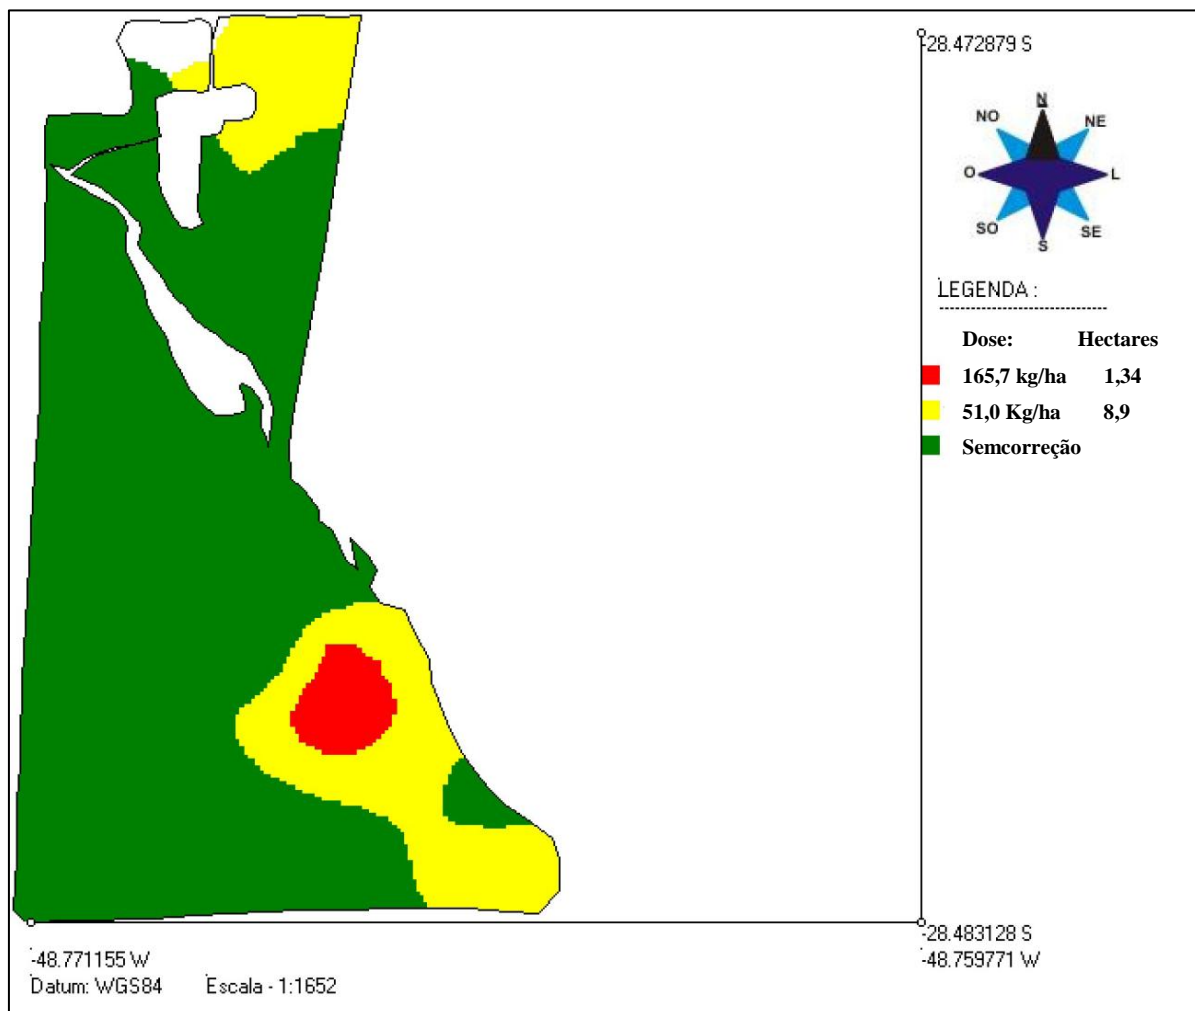 -28.472879 S
N
NO
NE
O
L
SO
SE
S
LEGENDA :
Dose: Hectares
165,7 kg/ha 1,34
51,0 Kg/ha 8,9
Semcorreção
-28.483128 S
-48.771155 W
-48.759771 W
Datum: WGS84 Escala - 1:1652